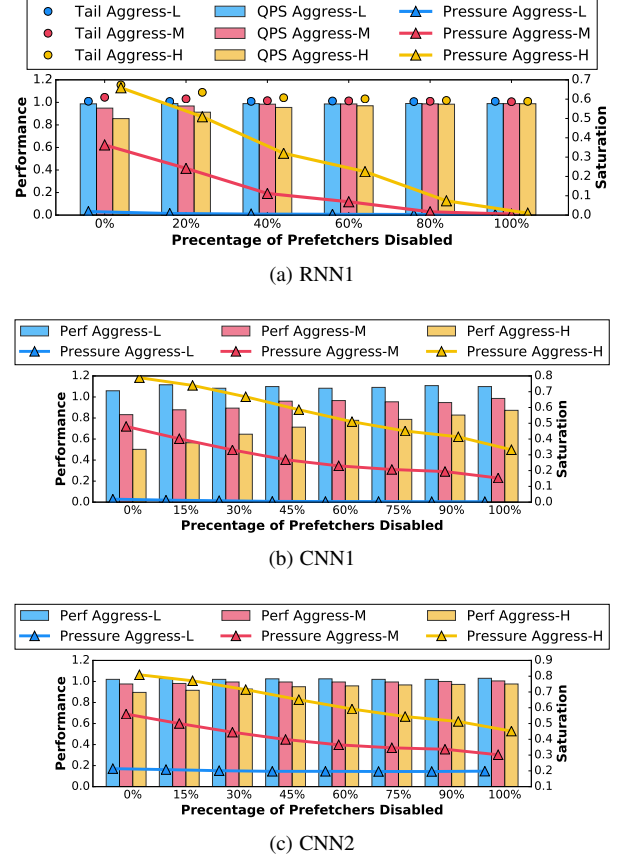 Tail Aggress-L QPS Aggress-L Pressure Aggress-L
Tail Aggress-M QPS Aggress-M Pressure Aggress-M
Tail Aggress-H QPS Aggress-H Pressure Aggress-H
1.2 0.7
1.0 0.6
0.8 0.5
0.6 0.4
0.4 0.3
0.2 0.2
0.0 0.1
0.0
Performance
Saturation
0% 20% 40% 60% 80% 100%
Precentage of Prefetchers Disabled
(a) RNN1
Perf Aggress-L Perf Aggress-M Perf Aggress-H
Pressure Aggress-L Pressure Aggress-M Pressure Aggress-H
1.2 0.8
1.0 0.7
0.8 0.6
0.6 0.5
0.4 0.4
0.2 0.3
0.0 0.2
0.1
0.0
Performance
Saturation
0% 15% 30% 45% 60% 75% 90% 100%
Precentage of Prefetchers Disabled
(b) CNN1
Perf Aggress-L Perf Aggress-M Perf Aggress-H
Pressure Aggress-L Pressure Aggress-M Pressure Aggress-H
1.2 0.9
1.0 0.8
0.8 0.7
0.6 0.6
0.4 0.5
0.2 0.4
0.0 0.3
0.2
0.1
Performance
Saturation
0% 15% 30% 45% 60% 75% 90% 100%
Percentage of Prefetchers Disabled
(c) CNN2